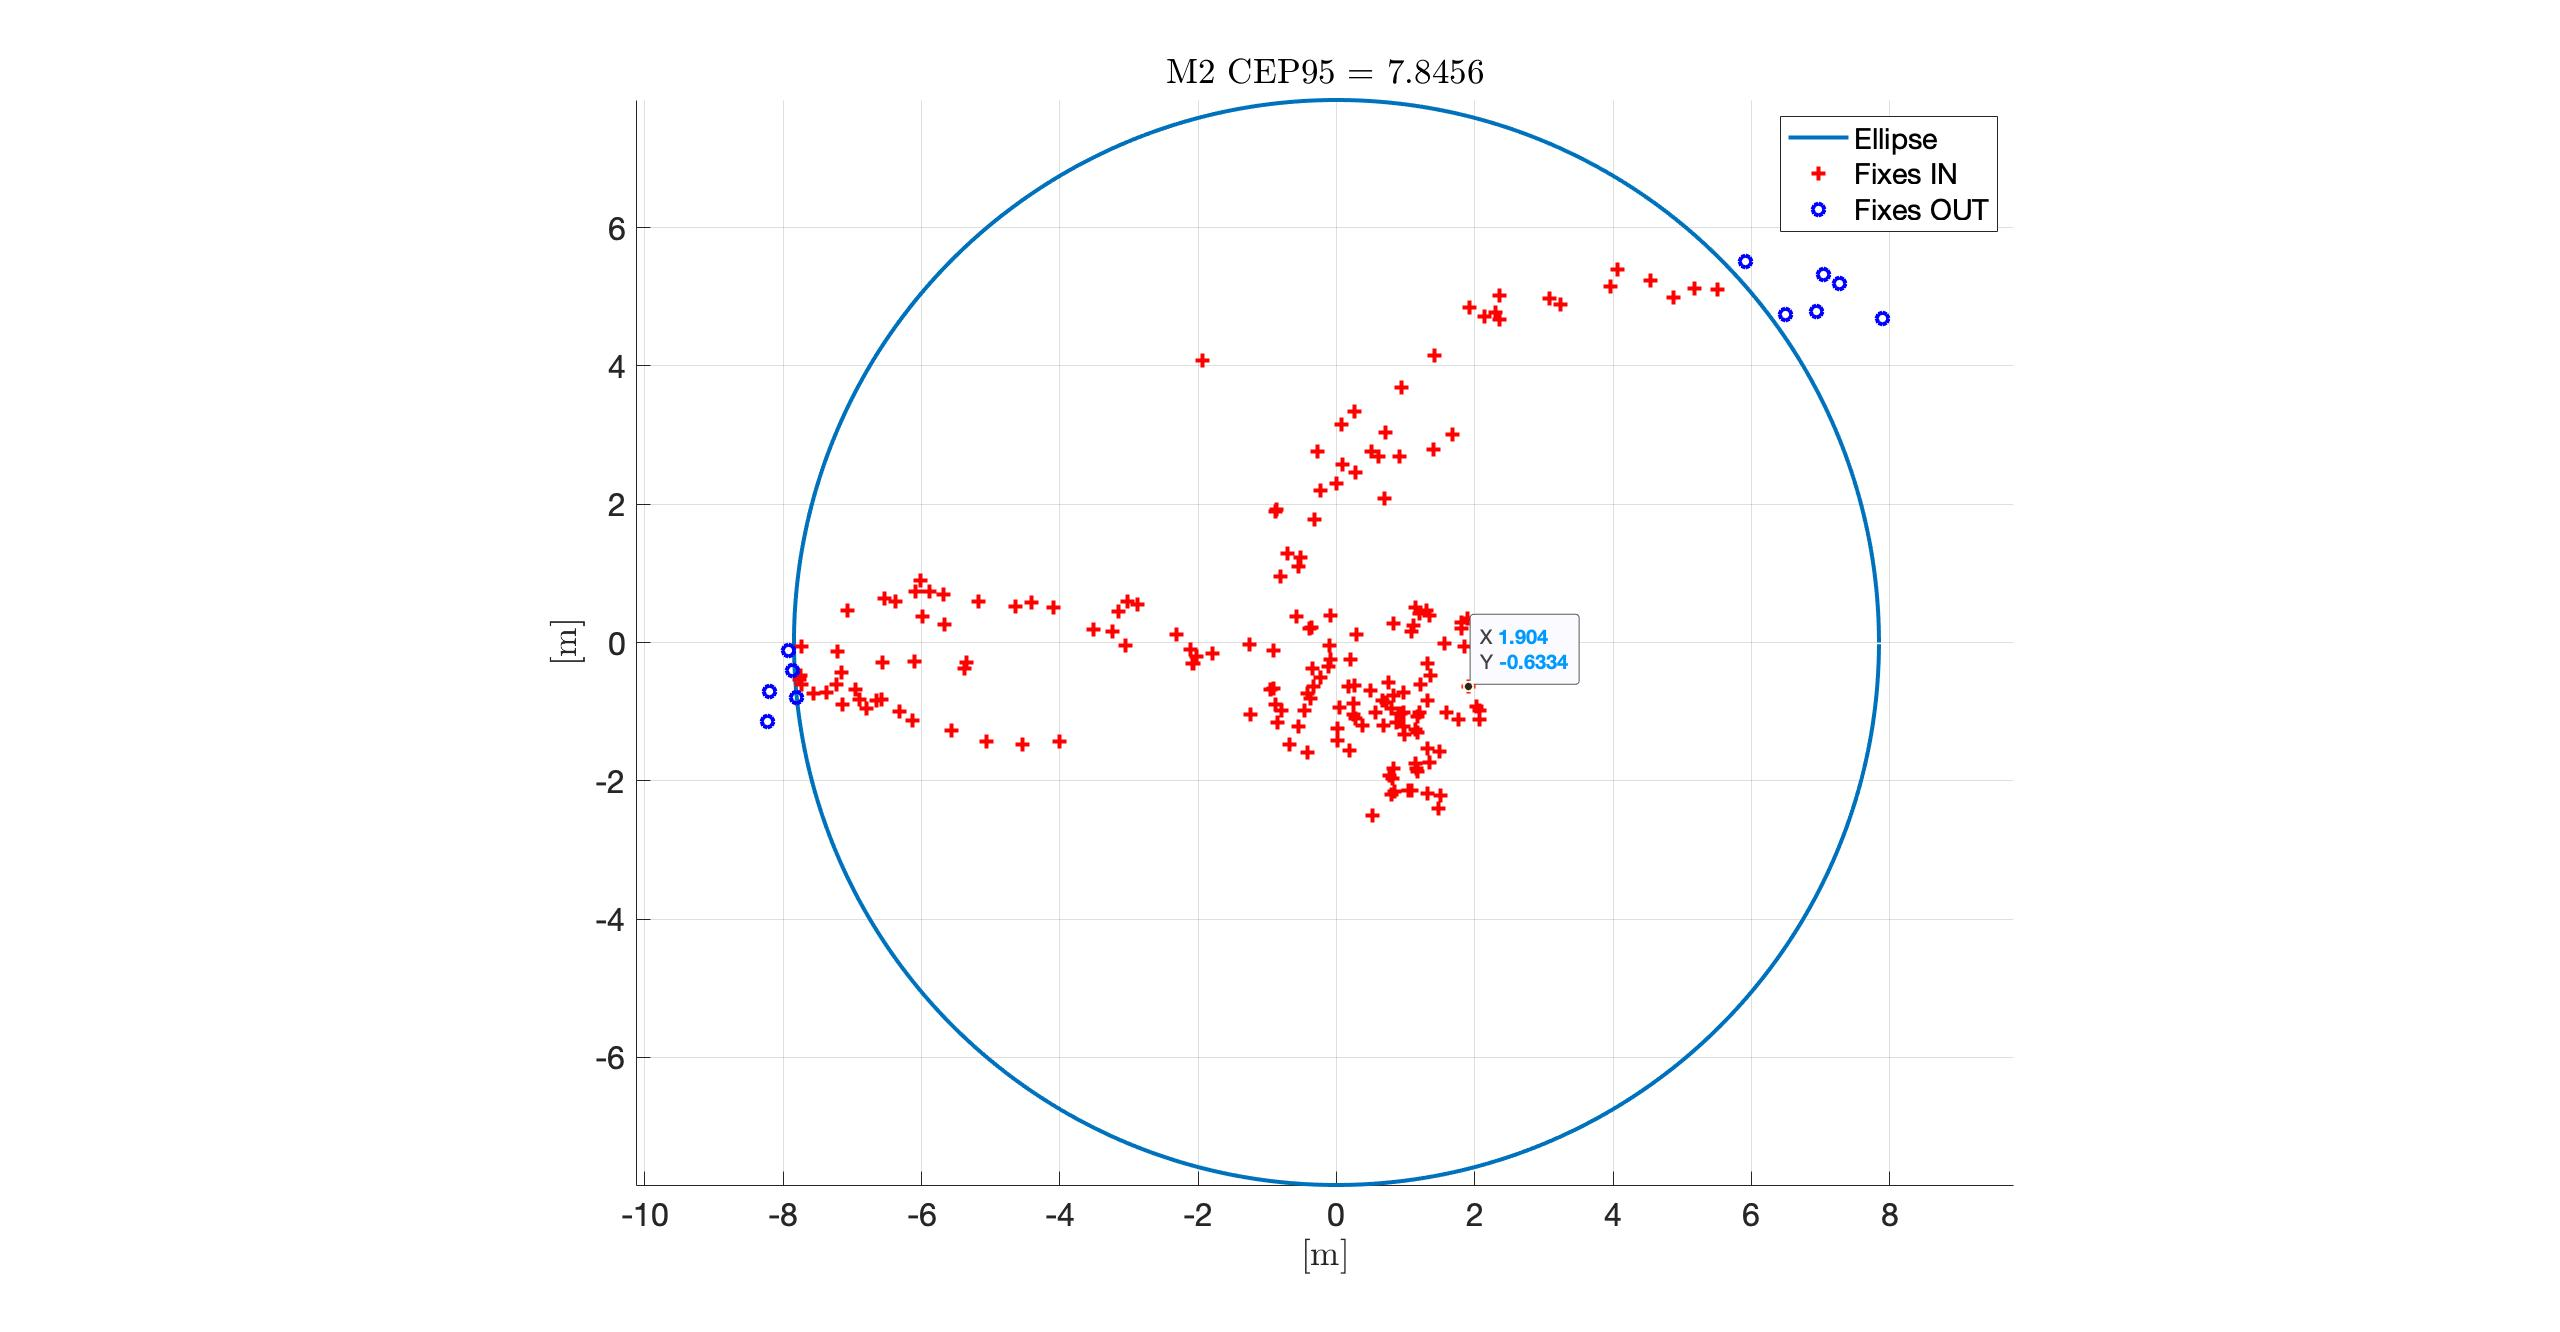 M2 CEP95 = 7.8456
Ellipse
Fixes IN
Fixes OUT
6
4
2
0
-2
-4
-6
[m]
X 1.904
Y -0.6334
-10 -8 -6 -4 -2 0 2 4 6 8
[m]